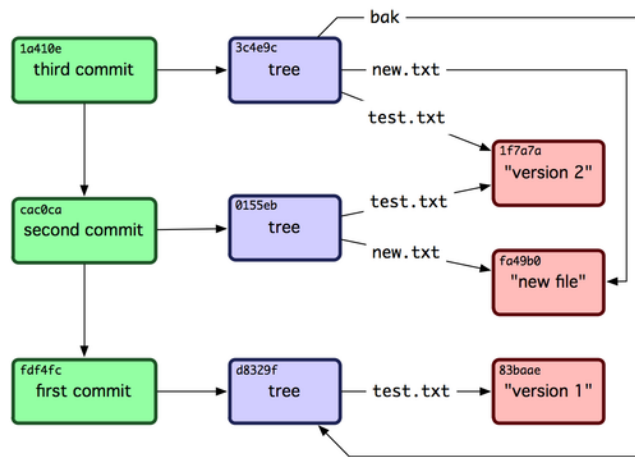 bak
1a410e
third commit
3c4e9c
tree
new.txt
test.txt
1f7a7a
"version 2"
cac0ca
second commit
0155eb
tree
test.txt
new.txt
fa49b0
"new file"
fdf4fc
first commit
d8329f
tree
test.txt
83baae
"version 1"